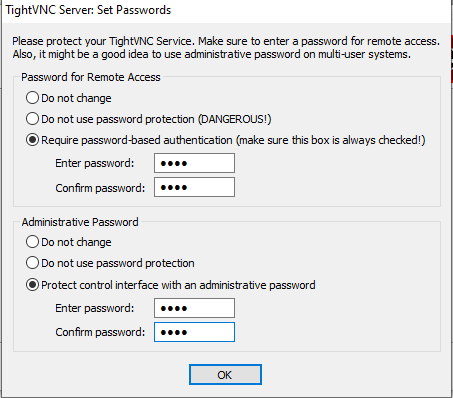 TightVNC Server: Set Passwords
Please protect your TightVNC Service. Make sure to enter a password for remote access.
Also, it might be a good idea to use administrative password on multi-user systems.
Password for Remote Access
Do not change
Do not use password protection (DANGEROUS!)
Require password-based authentication (make sure this box is always checked!)
Enter password: ●●●●
Confirm password: ●●●●
Administrative Password
Do not change
Do not use password protection
Protect control interface with an administrative password
Enter password: ●●●●
Confirm password: ●●●●
OK